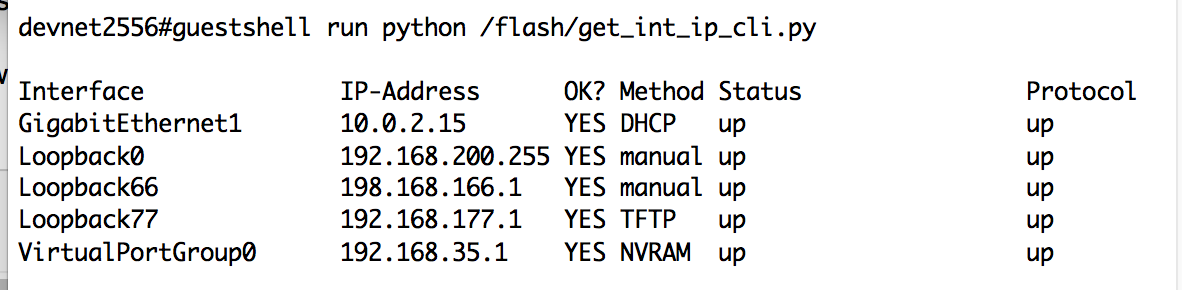 devnet2556#guestshell run python /flash/get_int_ip_cli.py
Interface IP-Address OK? Method Status Protocol
GigabitEthernet1 10.0.2.15 YES DHCP up up
Loopback0 192.168.200.255 YES manual up up
Loopback66 198.168.166.1 YES manual up up
Loopback77 192.168.177.1 YES TFTP up up
VirtualPortGroup0 192.168.35.1 YES NVRAM up up